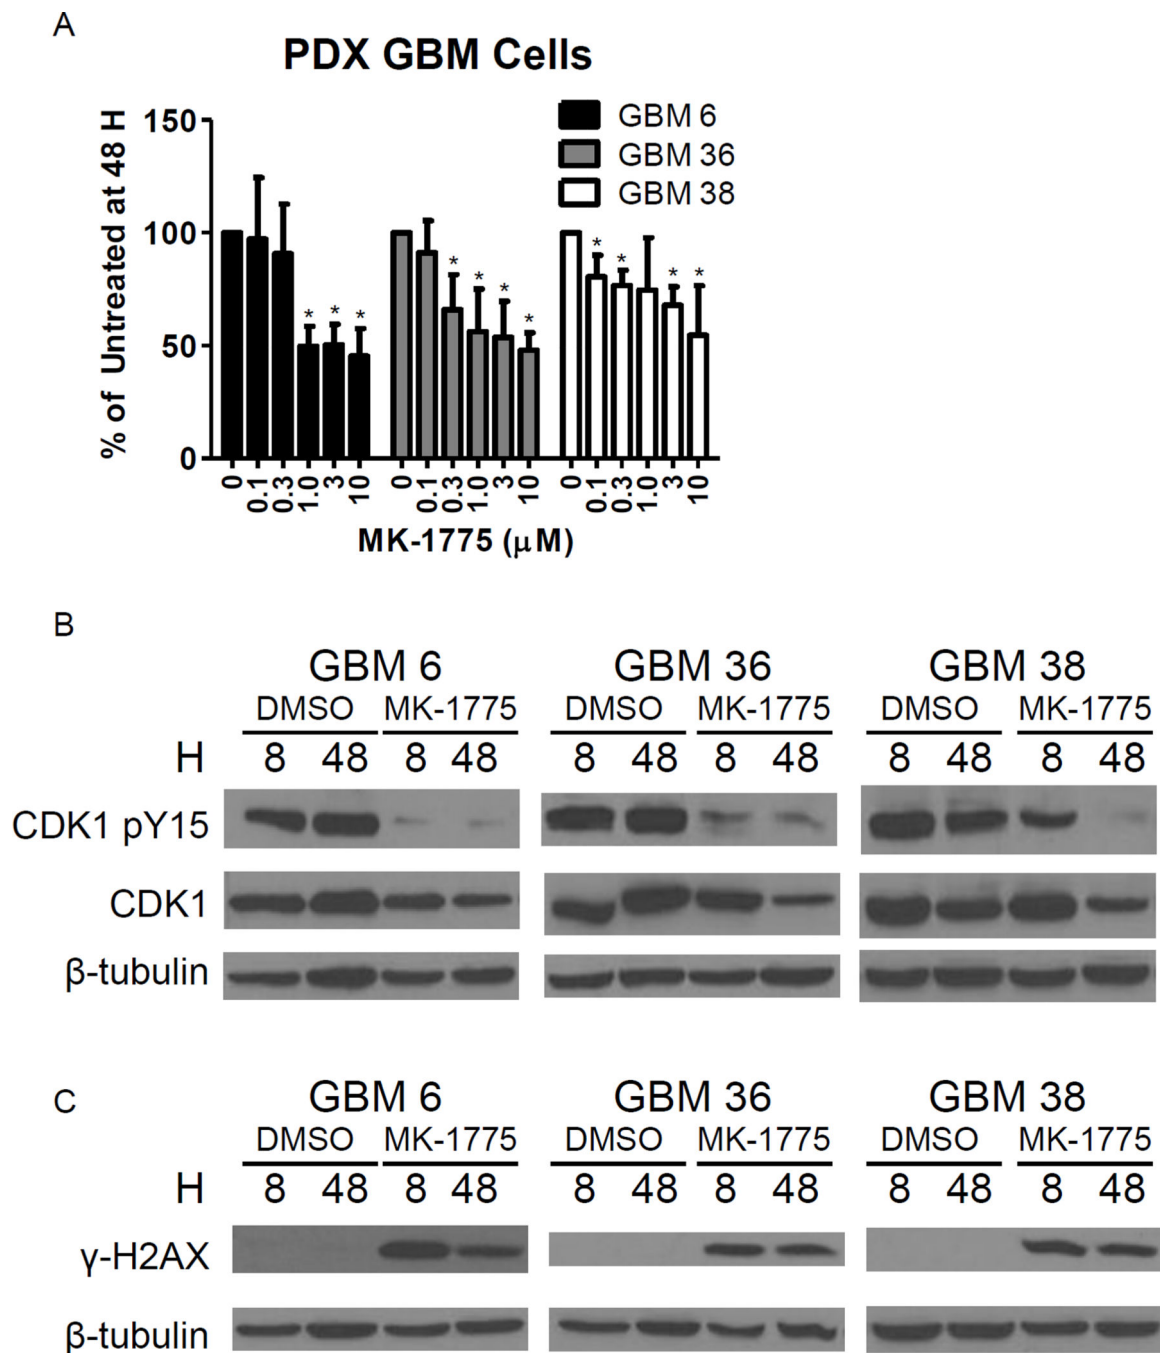 A
PDX GBM Cells
GBM 6
GBM 36
GBM 38
% of Untreated at 48 H
150
100
50
0
* * *
* * * *
* * * *
0 0.1 0.3 1.0 3 10
0 0.1 0.3 1.0 3 10
0 0.1 0.3 1.0 3 10
MK-1775 (μM)
B
GBM 6 GBM 36 GBM 38
DMSO MK-1775 DMSO MK-1775 DMSO MK-1775
H 8 48 8 48 8 48 8 48 8 48 8 48
CDK1 pY15
CDK1
β-tubulin
C
GBM 6 GBM 36 GBM 38
DMSO MK-1775 DMSO MK-1775 DMSO MK-1775
H 8 48 8 48 8 48 8 48 8 48 8 48
γ-H2AX
β-tubulin